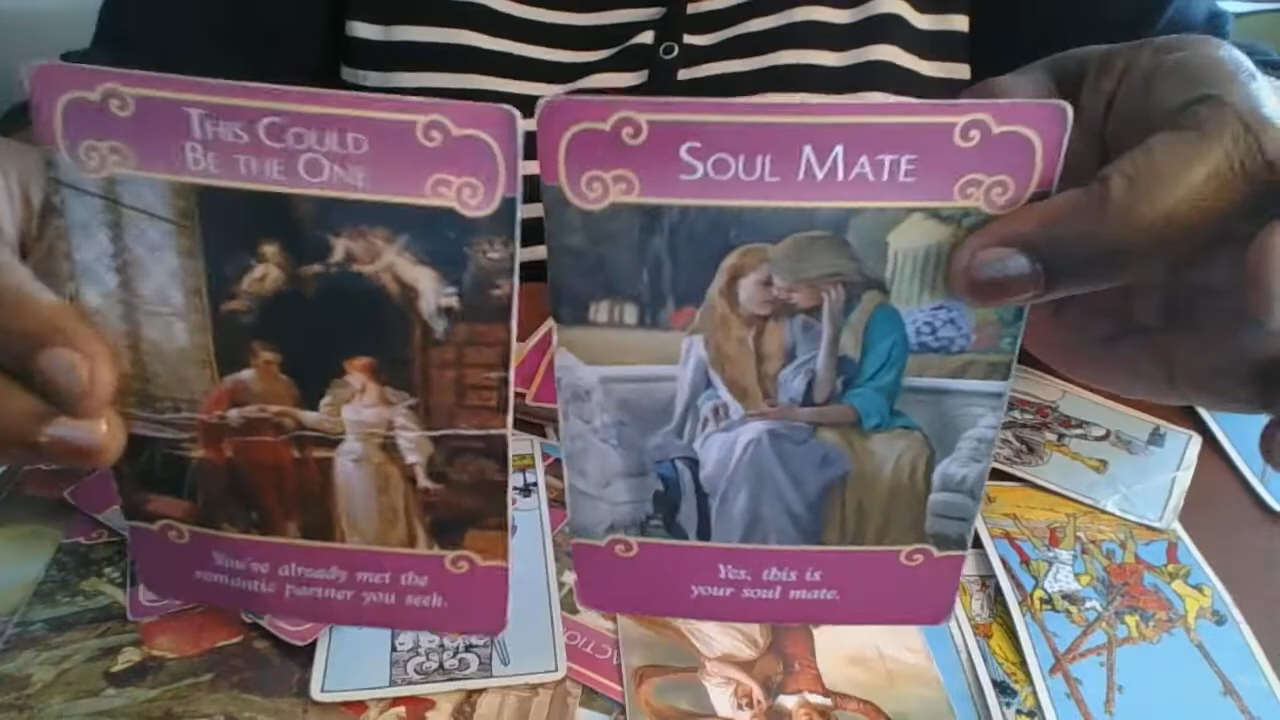 THIS COULD
BE THE ONE
You've already met the
romantic partner you seek.
SOUL MATE
Yes, this is
your soul mate.